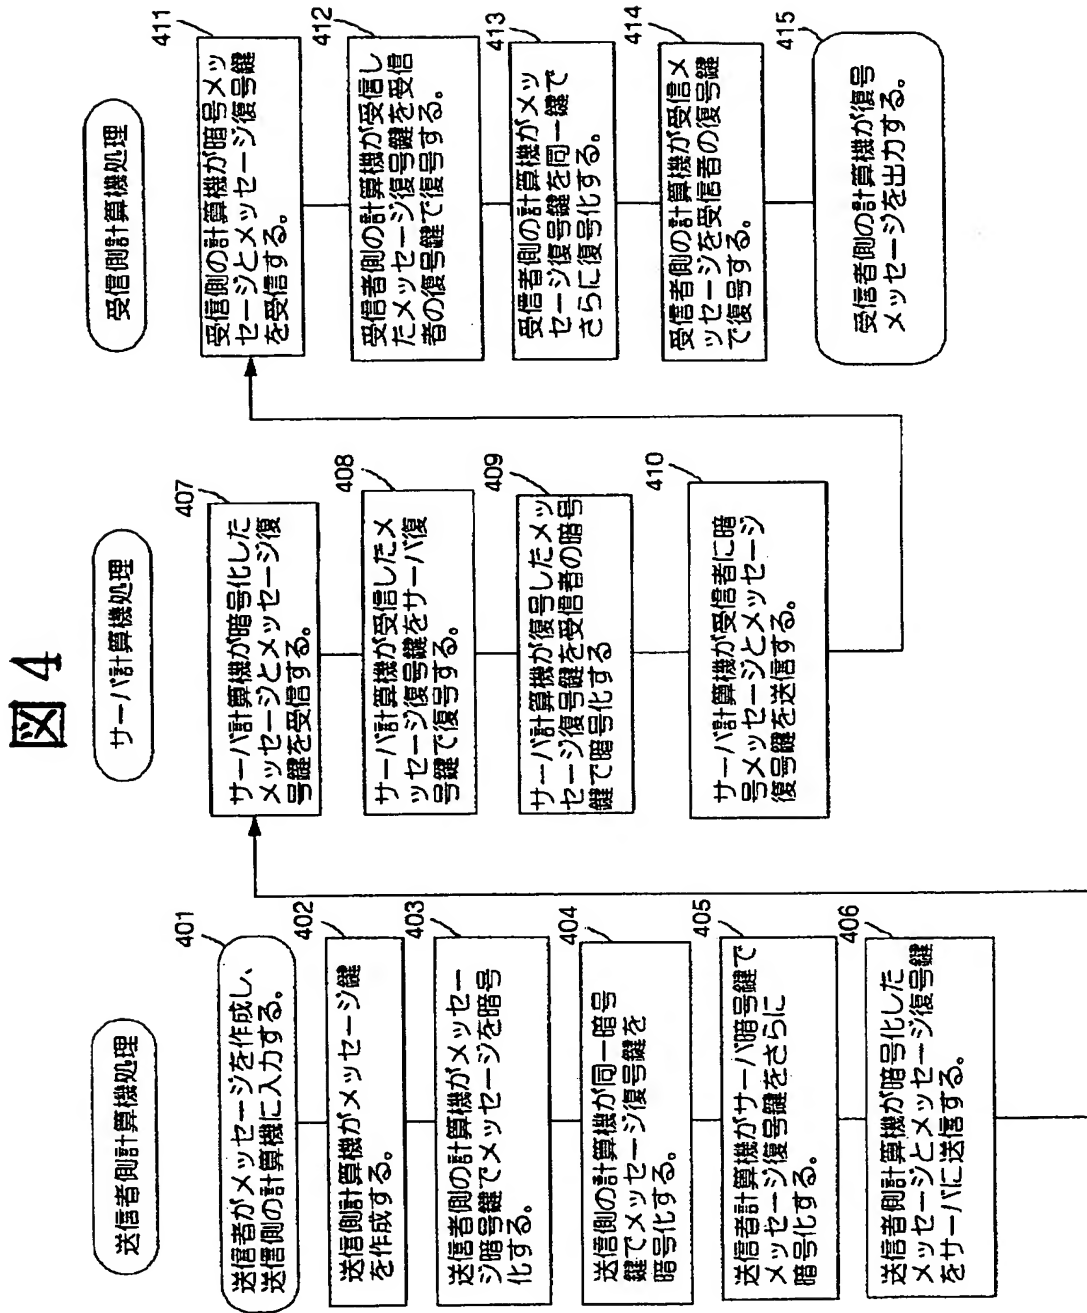 図 4
送信者側計算機処理
401
送信者がメッセージを作成し、
送信側の計算機に入力する。
402
送信側計算機がメッセージ鍵
を作成する。
403
送信者側の計算機がメッセー
ジ暗号鍵でメッセージを暗号
化する。
404
送信側の計算機が同一暗号
鍵でメッセージ復号鍵を
暗号化する。
405
送信者計算機がサーバ暗号鍵で
メッセージ復号鍵をさらに
暗号化する。
406
送信者側計算機が暗号化した
メッセージとメッセージ復号鍵
をサーバに送信する。
サーバ計算機処理
407
サーバ計算機が暗号化した
メッセージとメッセージ復
号鍵を受信する。
408
サーバ計算機が受信したメ
ッセージ復号鍵をサーバ復
号鍵で復号する。
409
サーバ計算機が復号したメッ
セージ復号鍵を受信者の暗号
鍵で暗号化する
410
サーバ計算機が受信者に暗
号メッセージとメッセージ
復号鍵を送信する。
受信側計算機処理
411
受信側の計算機が暗号メッ
セージとメッセージ復号鍵
を受信する。
412
受信者側の計算機が受信し
たメッセージ復号鍵を受信
者の復号鍵で復号する。
413
受信者側の計算機がメッ
セージ復号鍵を同一鍵で
さらに復号化する。
414
受信者側の計算機が受信メ
ッセージを受信者の復号鍵
で復号する。
415
受信者側の計算機が復号
メッセージを出力する。